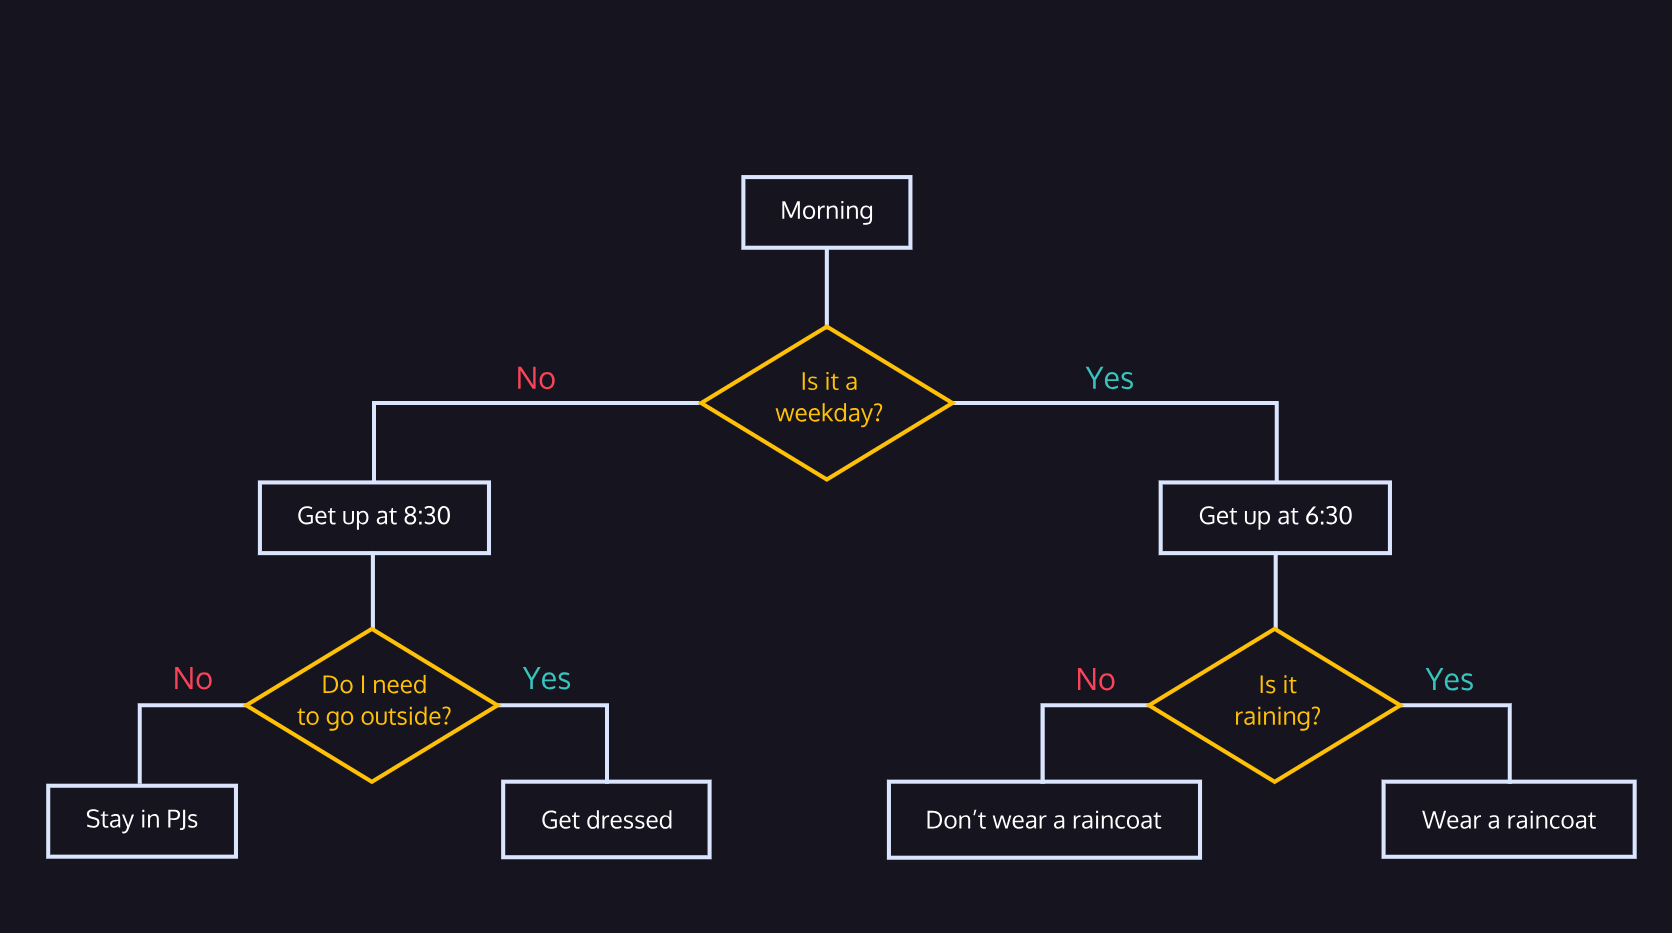 Morning
No
Yes
Is it a
weekday?
Get up at 8:30
Get up at 6:30
No
Do I need
to go outside?
Yes
No
Is it
raining?
Yes
Stay in PJs
Get dressed
Don’t wear a raincoat
Wear a raincoat